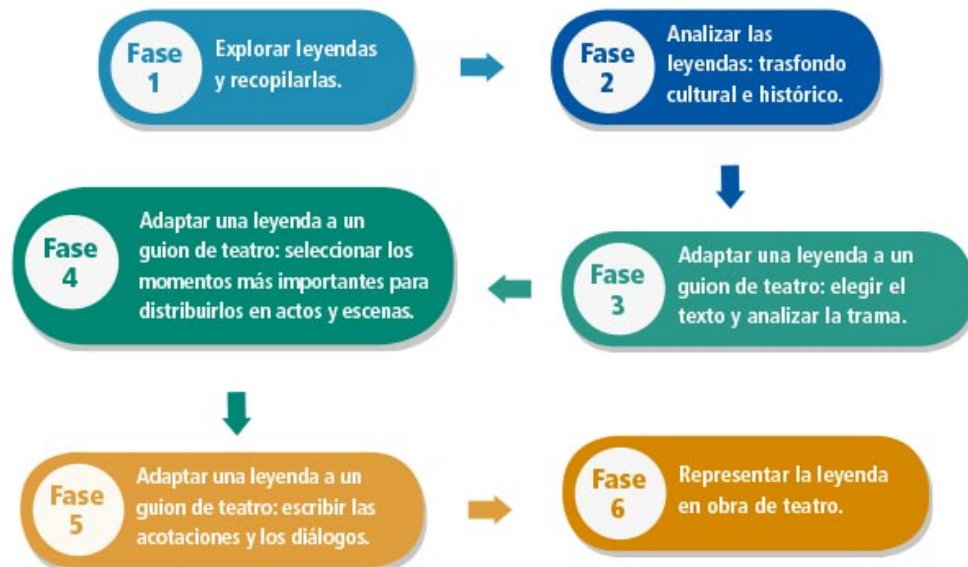 Fase
1
Explorar leyendas
y recopilarlas.
Fase
2
Analizar las
leyendas: trasfondo
cultural e histórico.
Fase
3
Adaptar una leyenda a un
guion de teatro: elegir el
texto y analizar la trama.
Fase
4
Adaptar una leyenda a un
guion de teatro: seleccionar los
momentos más importantes para
distribuirlos en actos y escenas.
Fase
5
Adaptar una leyenda a un
guion de teatro: escribir las
acotaciones y los diálogos.
Fase
6
Representar la leyenda
en obra de teatro.